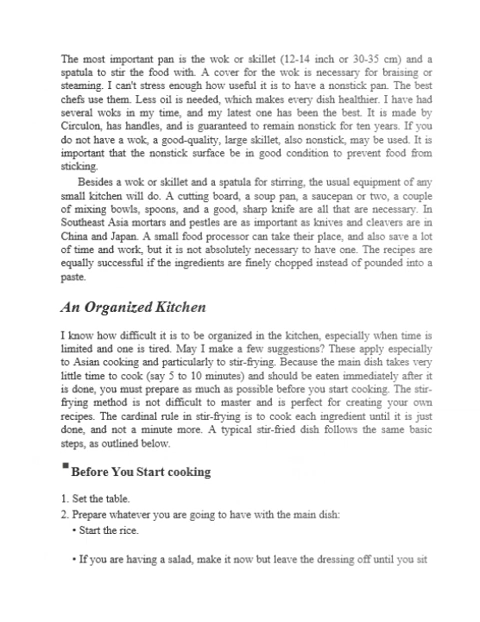 The most important pan is the wok or skillet (12-14 inch or 30-35 cm) and a
spatula to stir the food with. A cover for the wok is necessary for braising or
steaming. I can't stress enough how useful it is to have a nonstick pan. The best
chefs use them. Less oil is needed, which makes every dish healthier. I have had
several woks in my time, and my latest one has been the best. It is made by
Circulon, has handles, and is guaranteed to remain nonstick for ten years. If you
do not have a wok, a good-quality, large skillet, also nonstick, may be used. It is
important that the nonstick surface be in good condition to prevent food from
sticking.
Besides a wok or skillet and a spatula for stirring, the usual equipment of any
small kitchen will do. A cutting board, a soup pan, a saucepan or two, a couple
of mixing bowls, spoons, and a good, sharp knife are all that are necessary. In
Southeast Asia mortars and pestles are as important as knives and cleavers are in
China and Japan. A small food processor can take their place, and also save a lot
of time and work, but it is not absolutely necessary to have one. The recipes are
equally successful if the ingredients are finely chopped instead of pounded into a
paste.
An Organized Kitchen
I know how difficult it is to be organized in the kitchen, especially when time is
limited and one is tired. May I make a few suggestions? These apply especially
to Asian cooking and particularly to stir-frying. Because the main dish takes very
little time to cook (say 5 to 10 minutes) and should be eaten immediately after it
is done, you must prepare as much as possible before you start cooking. The stir-
frying method is not difficult to master and is perfect for creating your own
recipes. The cardinal rule in stir-frying is to cook each ingredient until it is just
done, and not a minute more. A typical stir-fried dish follows the same basic
steps, as outlined below.
▪Before You Start cooking
1. Set the table.
2. Prepare whatever you are going to have with the main dish:
• Start the rice.
• If you are having a salad, make it now but leave the dressing off until you sit